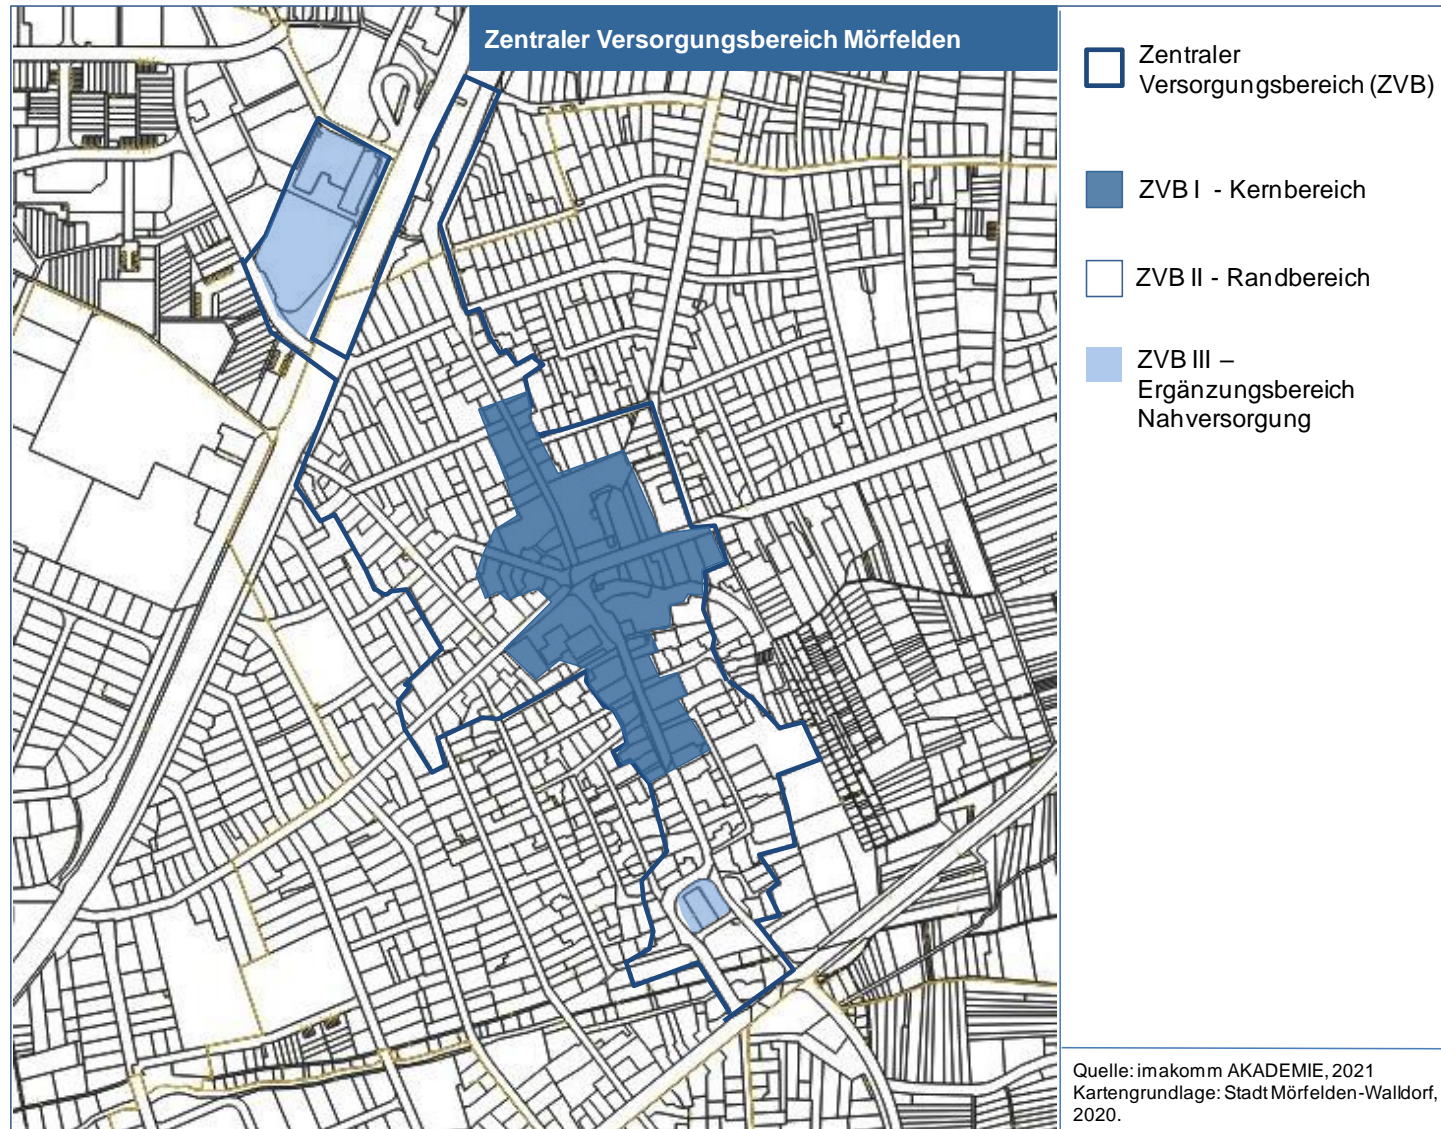 Zentraler Versorgungsbereich Mörfelden
Zentraler
Versorgungsbereich (ZVB)
ZVB I - Kernbereich
ZVB II - Randbereich
ZVB III –
Ergänzungsbereich
Nahversorgung
Quelle: imakomm AKADEMIE, 2021
Kartengrundlage: Stadt Mörfelden-Walldorf,
2020.